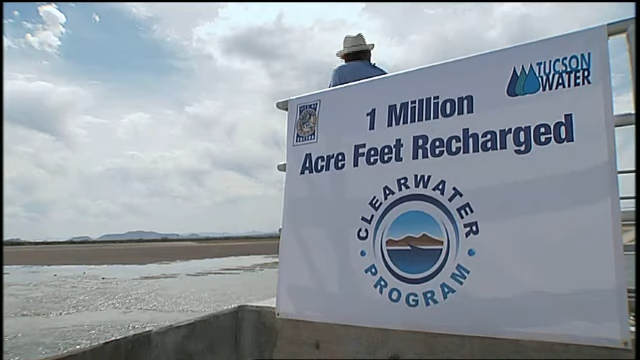 TUCSON
WATER
1 Million
Acre Feet Recharged
CLEARWATER
PROGRAM